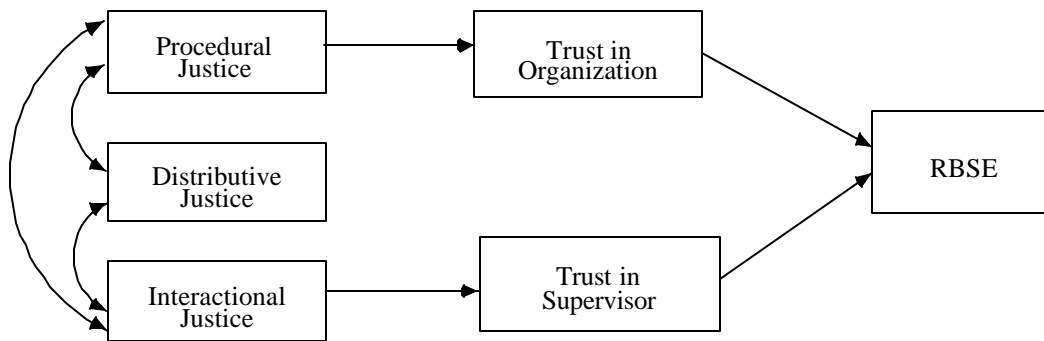 Procedural
Justice
Trust in
Organization
Distributive
Justice
RBSE
Interactional
Justice
Trust in
Supervisor